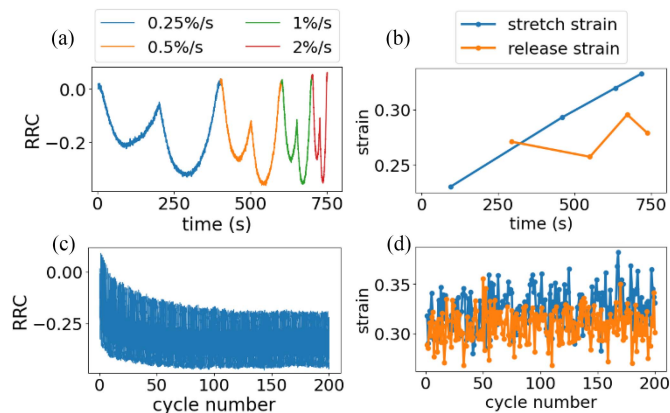 (a)
0.25%/s
1%/s
0.5%/s
2%/s
(b)
stretch strain
release strain
RRC
0.0
−0.2
0
250
500
750
time (s)
strain
0.30
0.25
0
250
500
750
time (s)
(c)
RRC
0.00
−0.25
0
50
100
150
200
cycle number
(d)
strain
0.35
0.30
0
50
100
150
200
cycle number